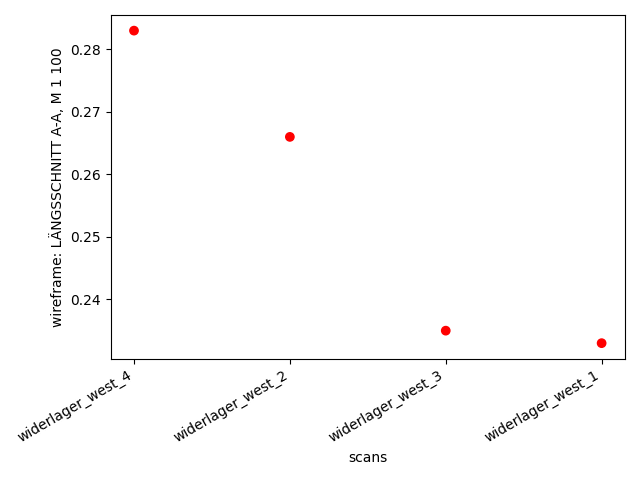 0.28
0.27
0.26
0.25
0.24
wireframe: LÄNGSSCHNITT A-A, M 1 100
widerlager_west_4
widerlager_west_2
widerlager_west_3
widerlager_west_1
scans